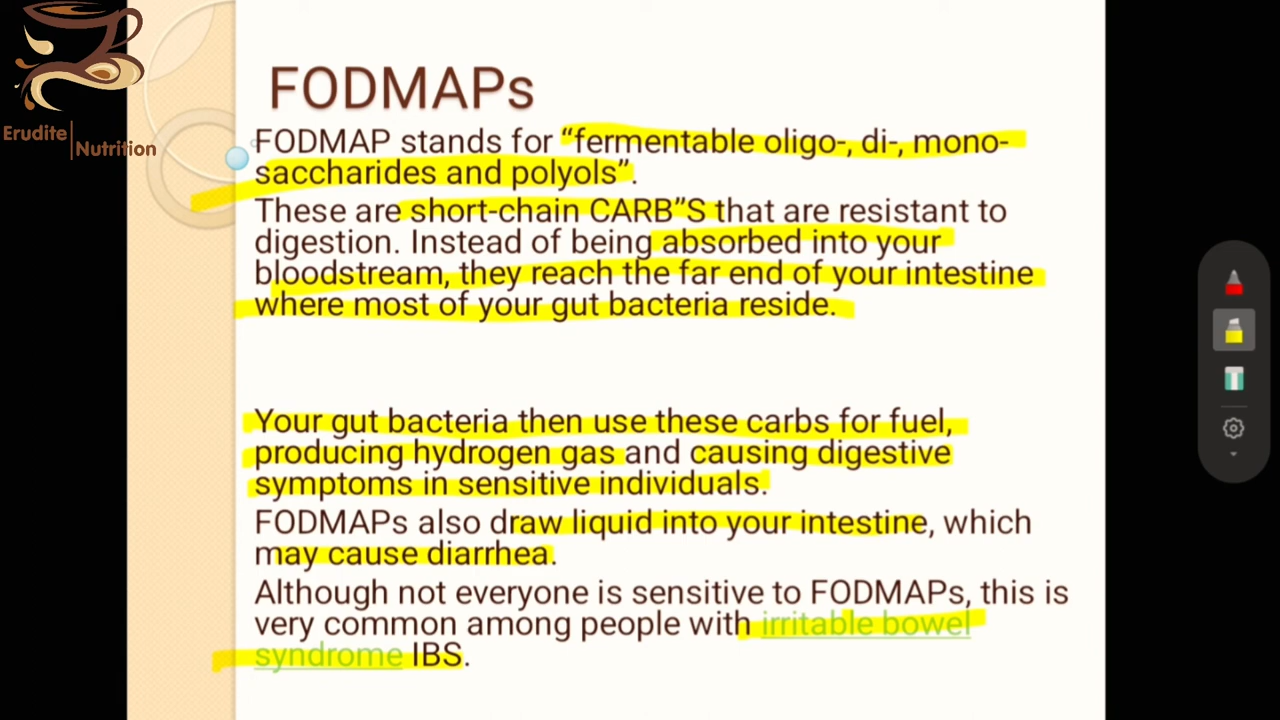 Erudite
Nutrition
FODMAPs
FODMAP stands for “fermentable oligo-, di-, mono-
saccharides and polyols”.
These are short-chain CARB”S that are resistant to
digestion. Instead of being absorbed into your
bloodstream, they reach the far end of your intestine
where most of your gut bacteria reside.
Your gut bacteria then use these carbs for fuel,
producing hydrogen gas and causing digestive
symptoms in sensitive individuals.
FODMAPs also draw liquid into your intestine, which
may cause diarrhea.
Although not everyone is sensitive to FODMAPs, this is
very common among people with irritable bowel
syndrome IBS.